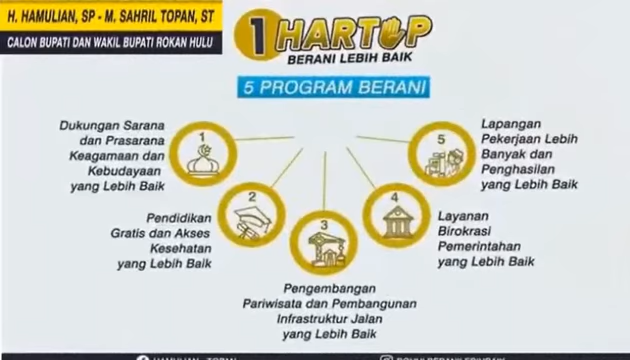 H. HAMULIAN, SP - M. SAHRIL TOPAN, ST
CALON BUPATI DAN WAKIL BUPATI ROKAN HULU
1 HARTOP
BERANI LEBIH BAIK
5 PROGRAM BERANI
1
Dukungan Sarana
dan Prasarana
Keagamaan dan
Kebudayaan
yang Lebih Baik
2
Pendidikan
Gratis dan Akses
Kesehatan
yang Lebih Baik
3
Pengembangan
Pariwisata dan Pembangunan
Infrastruktur Jalan
yang Lebih Baik
4
Layanan
Birokrasi
Pemerintahan
yang Lebih Baik
5
Lapangan
Pekerjaan Lebih
Banyak dan
Penghasilan
yang Lebih Baik